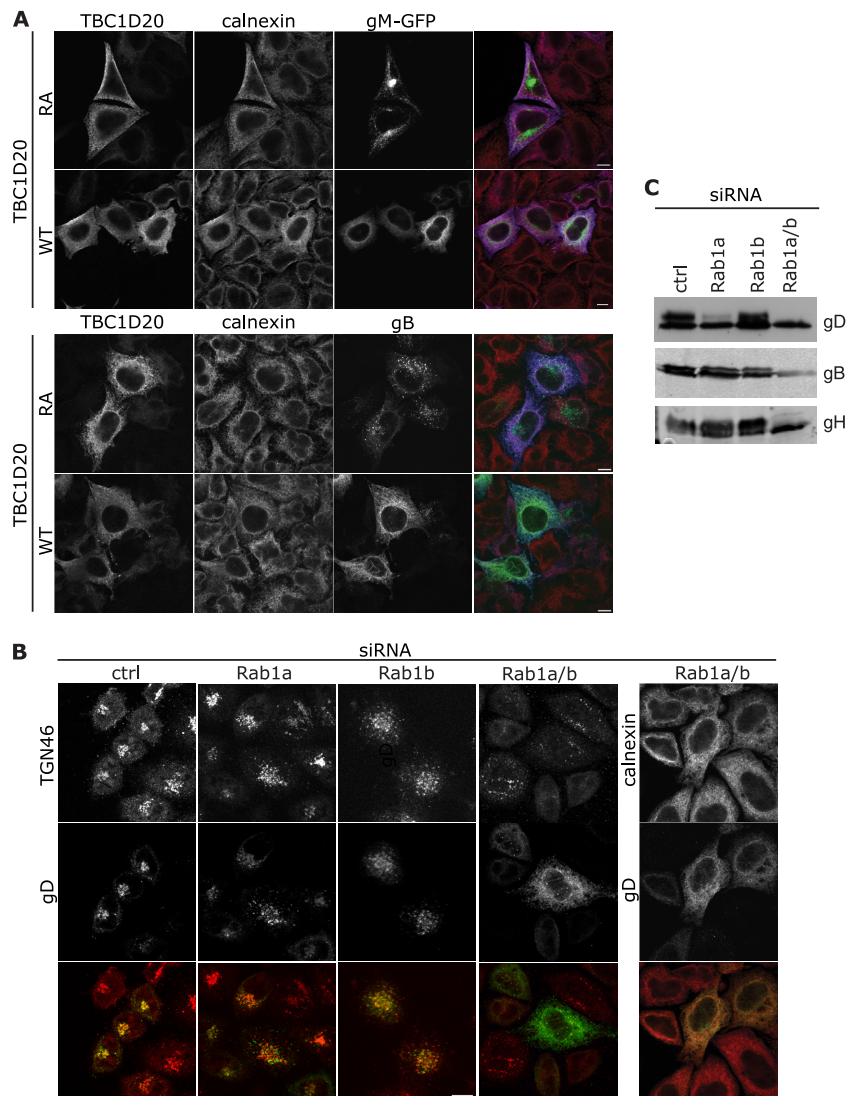 A
TBC1D20 calnexin gM-GFP
RA
WT
TBC1D20
TBC1D20 calnexin gB
RA
WT
TBC1D20
C
siRNA
ctrl Rab1a Rab1b Rab1a/b
gD
gB
gH
B
siRNA
ctrl Rab1a Rab1b Rab1a/b Rab1a/b
TGN46
gD
calnexin
gD
gD